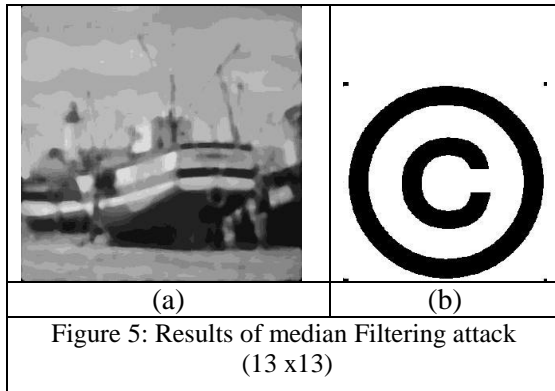 ©
(a) (b)
Figure 5: Results of median Filtering attack
(13 x13)